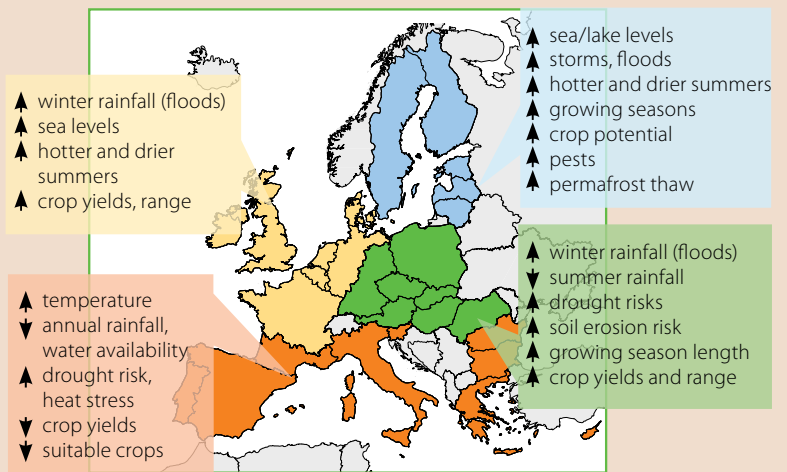 winter rainfall (floods)
sea levels
hotter and drier
summers
crop yields, range
sea/lake levels
storms, floods
hotter and drier summers
growing seasons
crop potential
pests
permafrost thaw
temperature
annual rainfall,
water availability
drought risk,
heat stress
crop yields
suitable crops
winter rainfall (floods)
summer rainfall
drought risks
soil erosion risk
growing season length
crop yields and range